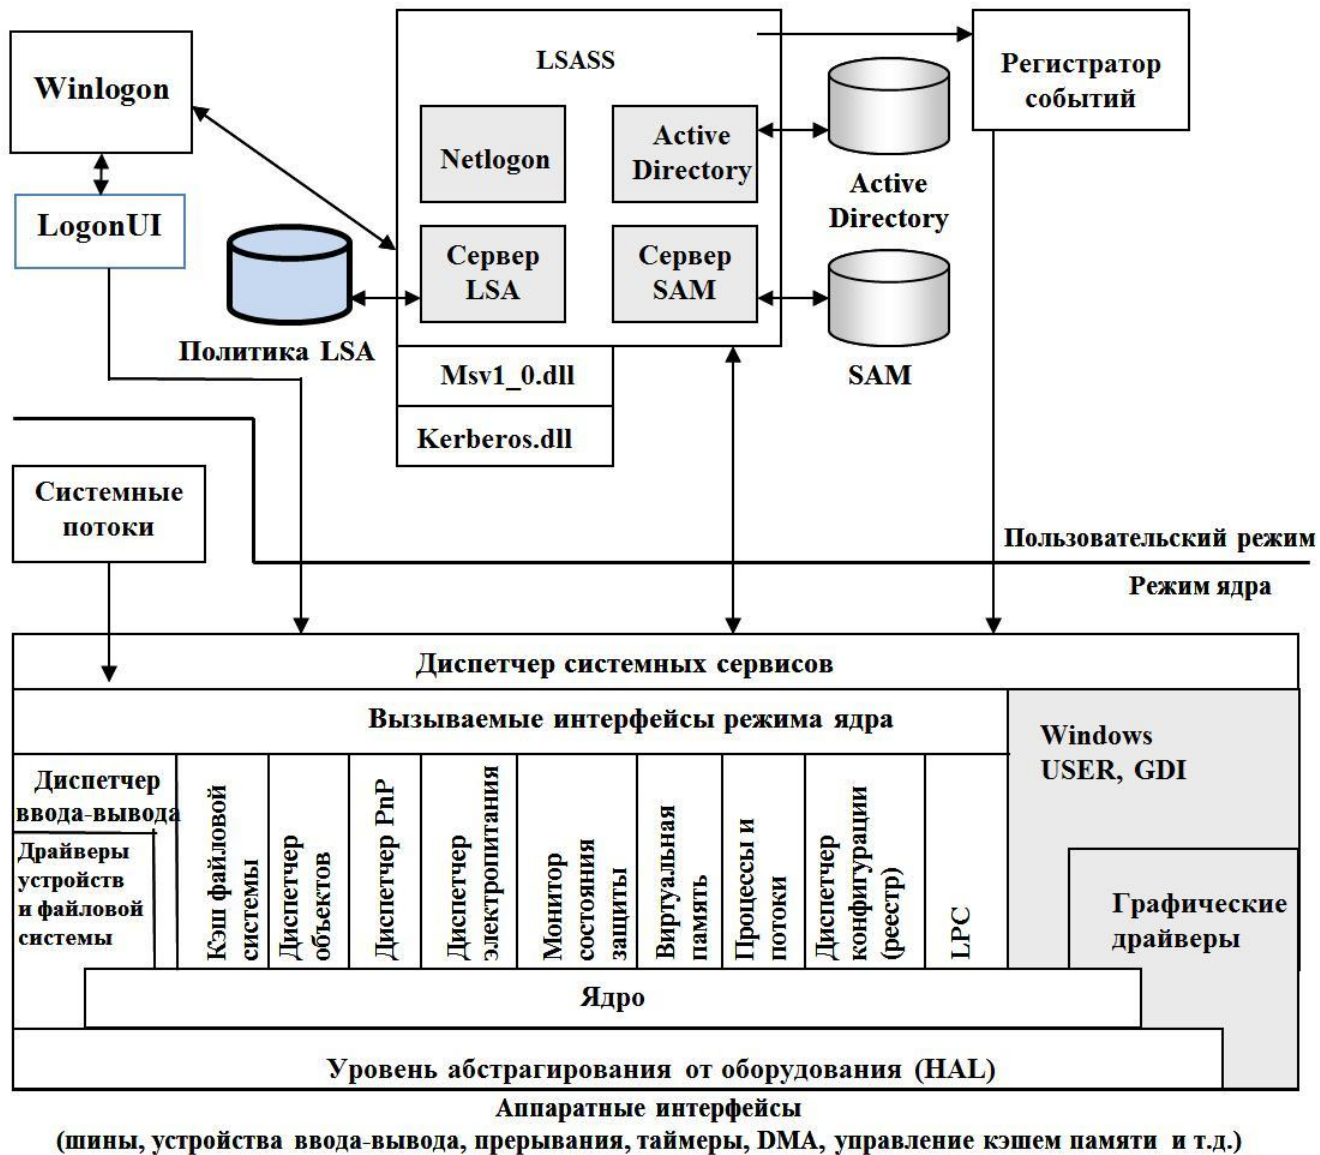 Winlogon
LogonUI
Политика LSA
LSASS
Netlogon
Active
Directory
Сервер
LSA
Сервер
SAM
Msv1_0.dll
Kerberos.dll
Active
Directory
SAM
Регистратор
событий
Системные
потоки
Пользовательский режим
Режим ядра
Диспетчер системных сервисов
Вызываемые интерфейсы режима ядра
Windows
USER, GDI
Диспетчер
ввода-вывода
Драйверы
устройств
и файловой
системы
Кэш файловой
системы
Диспетчер
объектов
Диспетчер PnP
Диспетчер
электропитания
Монитор
состояния
защиты
Виртуальная
память
Процессы и
потоки
Диспетчер
конфигурации
(реестр)
LPC
Графические
драйверы
Ядро
Уровень абстрагирования от оборудования (HAL)
Аппаратные интерфейсы
(шины, устройства ввода-вывода, прерывания, таймеры, DMA, управление кэшем памяти и т.д.)